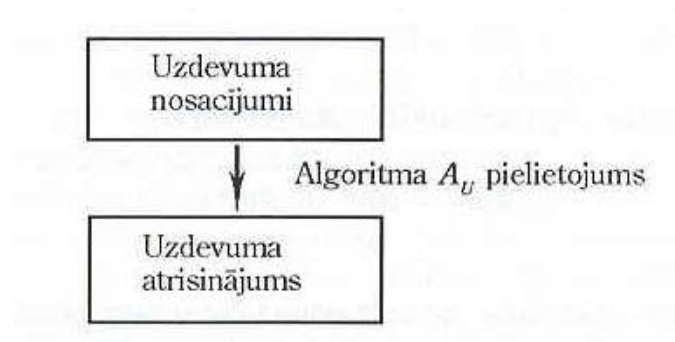 Uzdevuma
nosacījumi
Algoritma A_U pielietojums
Uzdevuma
atrisinājums